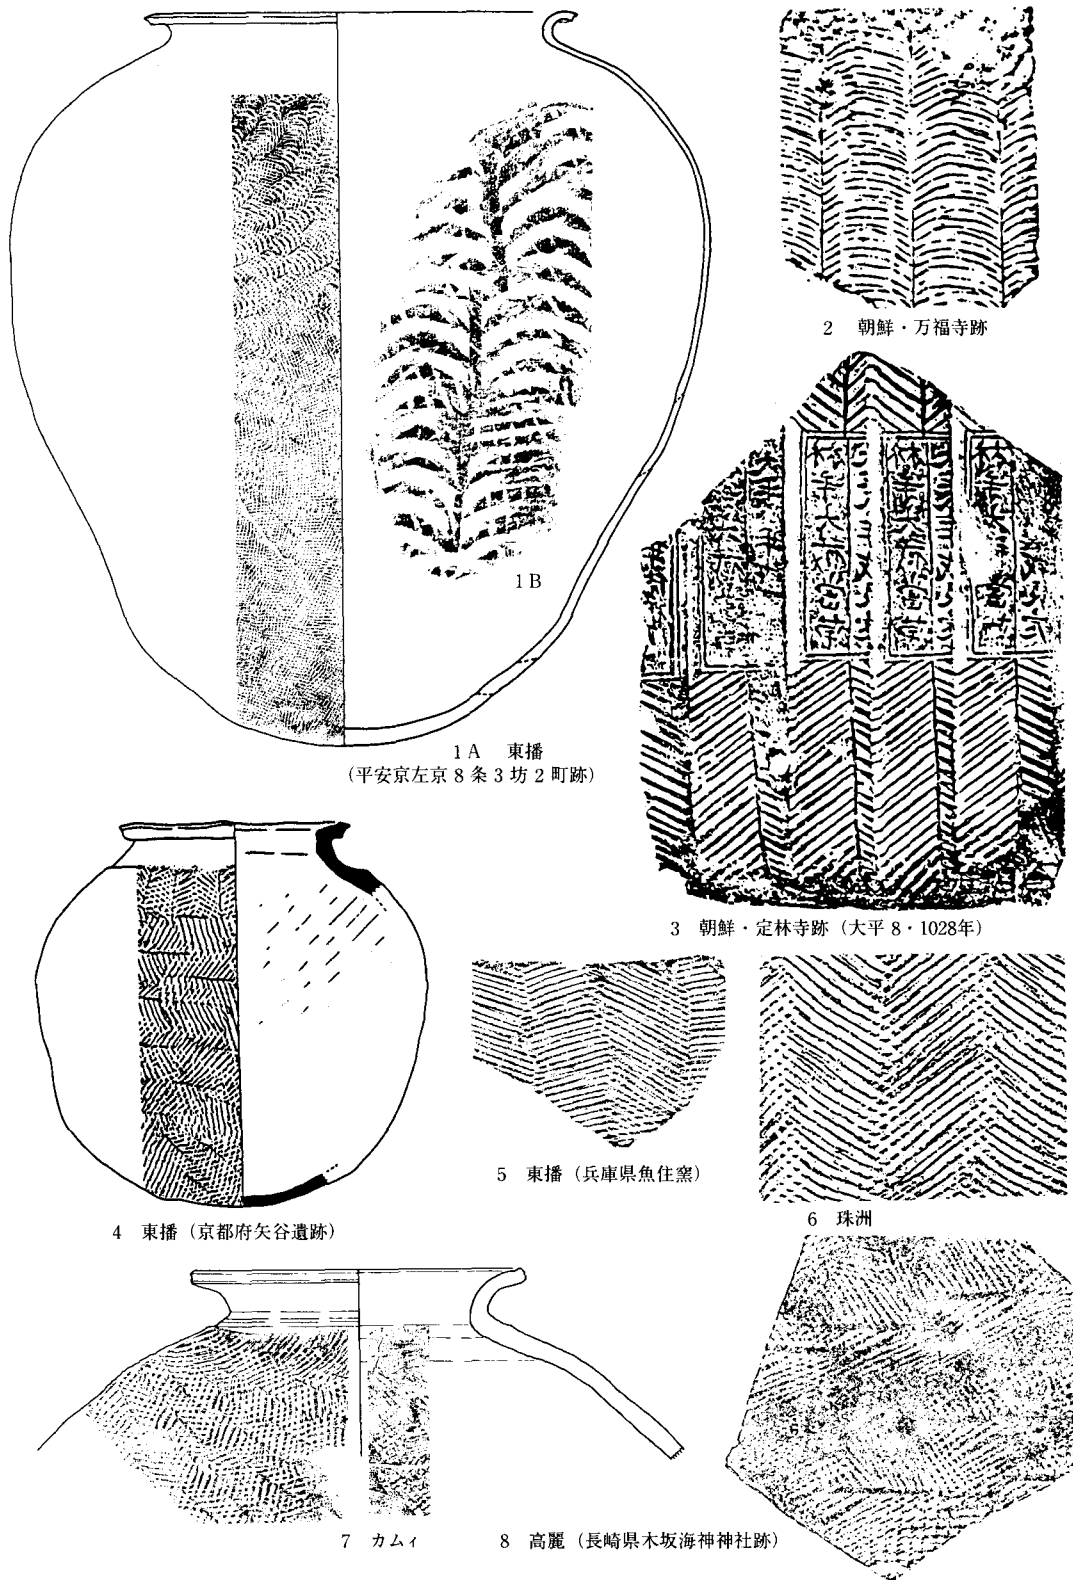 1B
1A 東播
(平安京左京8条3坊2町跡)
2 朝鮮・万福寺跡
3 朝鮮・定林寺跡（大平8・1028年）
4 東播（京都府矢谷遺跡）
5 東播（兵庫県魚住窯）
6 珠洲
7 カムィ
8 高麗（長崎県木坂海神神社跡）